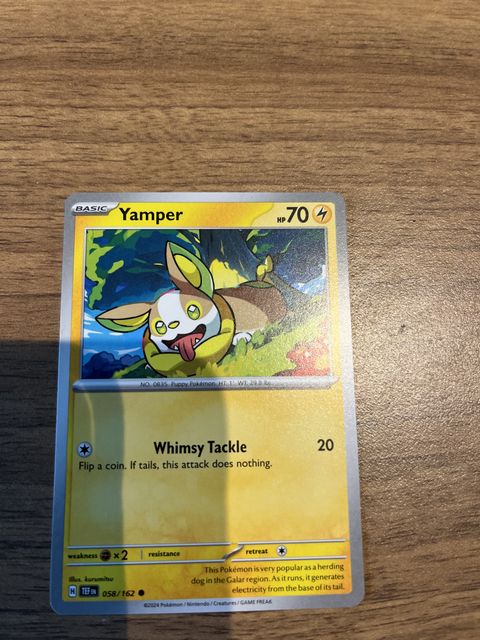 BASIC Yamper HP 70
NO. 0835 Puppy Pokémon HT: 1' WT: 29.8 lbs.
Whimsy Tackle 20
Flip a coin. If tails, this attack does nothing.
weakness ×2 resistance retreat
Illus. kurumitsu
This Pokémon is very popular as a herding
dog in the Galar region. As it runs, it generates
electricity from the base of its tail.
H TEF EN 058/162
©2024 Pokémon / Nintendo / Creatures / GAME FREAK